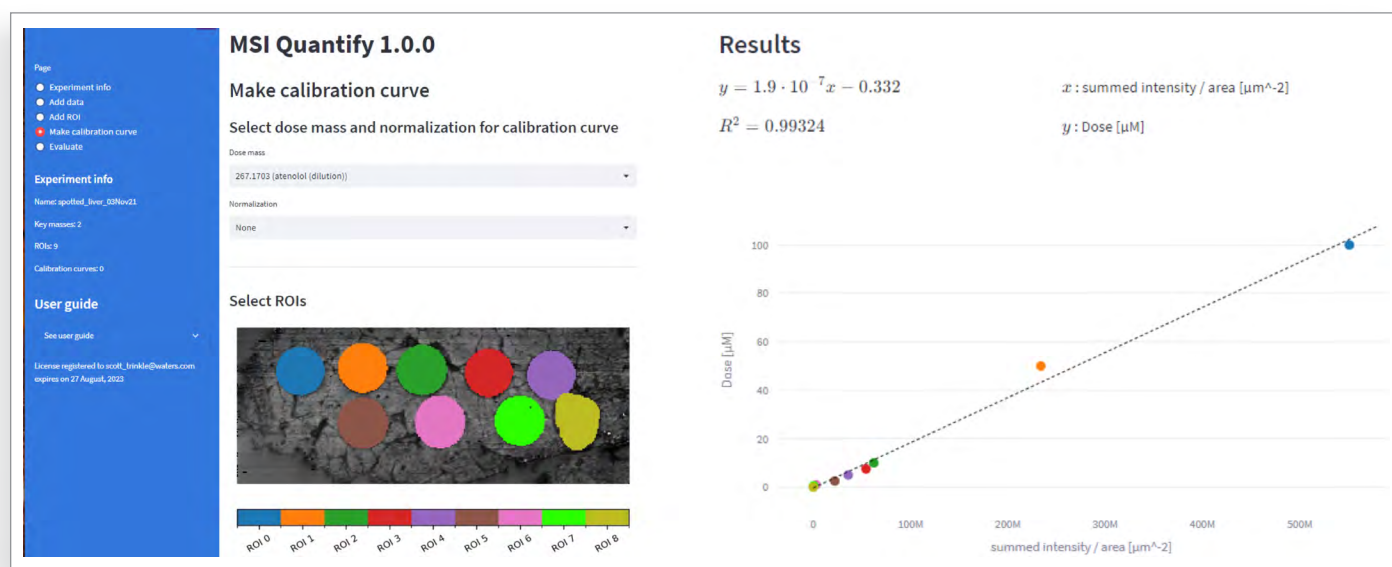 Page
Experiment info
Add data
Add ROI
Make calibration curve
Evaluate
Experiment info
Name: spotted_liver_03Nov21
Key masses: 2
ROIs: 9
Calibration curves: 0
User guide
See user guide
License registered to scott_trinkle@waters.com
expires on 27 August, 2023
MSI Quantify 1.0.0
Make calibration curve
Select dose mass and normalization for calibration curve
Dose mass
267.1703 (atenolol (dilution))
Normalization
None
Select ROIs
ROI 0
ROI 1
ROI 2
ROI 3
ROI 4
ROI 5
ROI 6
ROI 7
ROI 8
Results
y = 1.9 · 10⁻⁷x − 0.332
x : summed intensity / area [µm^-2]
R² = 0.99324
y : Dose [µM]
Dose [µM]
100
80
60
40
20
0
0 100M 200M 300M 400M 500M
summed intensity / area [µm^-2]